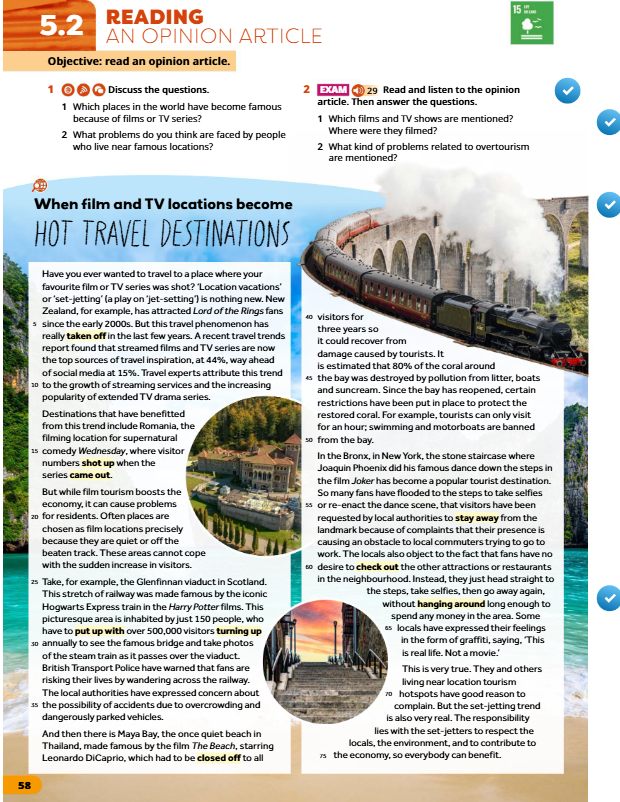 5.2
READING
AN OPINION ARTICLE
15
Objective: read an opinion article.
1 Discuss the questions.
1 Which places in the world have become famous
because of films or TV series?
2 What problems do you think are faced by people
who live near famous locations?
2 EXAM 29 Read and listen to the opinion
article. Then answer the questions.
1 Which films and TV shows are mentioned?
Where were they filmed?
2 What kind of problems related to overtourism
are mentioned?
When film and TV locations become
HOT TRAVEL DESTINATIONS
Have you ever wanted to travel to a place where your
favourite film or TV series was shot? 'Location vacations'
or 'set-jetting' (a play on 'jet-setting') is nothing new. New
Zealand, for example, has attracted Lord of the Rings fans
5 since the early 2000s. But this travel phenomenon has
really taken off in the last few years. A recent travel trends
report found that streamed films and TV series are now
the top sources of travel inspiration, at 44%, way ahead
of social media at 15%. Travel experts attribute this trend
10 to the growth of streaming services and the increasing
popularity of extended TV drama series.
Destinations that have benefitted
from this trend include Romania, the
filming location for supernatural
15 comedy Wednesday, where visitor
numbers shot up when the
series came out.
But while film tourism boosts the
economy, it can cause problems
20 for residents. Often places are
chosen as film locations precisely
because they are quiet or off the
beaten track. These areas cannot cope
with the sudden increase in visitors.
25 Take, for example, the Glenfinnan viaduct in Scotland.
This stretch of railway was made famous by the iconic
Hogwarts Express train in the Harry Potter films. This
picturesque area is inhabited by just 150 people, who
have to put up with over 500,000 visitors turning up
30 annually to see the famous bridge and take photos
of the steam train as it passes over the viaduct.
British Transport Police have warned that fans are
risking their lives by wandering across the railway.
The local authorities have expressed concern about
35 the possibility of accidents due to overcrowding and
dangerously parked vehicles.
And then there is Maya Bay, the once quiet beach in
Thailand, made famous by the film The Beach, starring
Leonardo DiCaprio, which had to be closed off to all
40 visitors for
three years so
it could recover from
damage caused by tourists. It
is estimated that 80% of the coral around
45 the bay was destroyed by pollution from litter, boats
and suncream. Since the bay has reopened, certain
restrictions have been put in place to protect the
restored coral. For example, tourists can only visit
for an hour; swimming and motorboats are banned
50 from the bay.
In the Bronx, in New York, the stone staircase where
Joaquin Phoenix did his famous dance down the steps in
the film Joker has become a popular tourist destination.
So many fans have flooded to the steps to take selfies
55 or re-enact the dance scene, that visitors have been
requested by local authorities to stay away from the
landmark because of complaints that their presence is
causing an obstacle to local commuters trying to go to
work. The locals also object to the fact that fans have no
60 desire to check out the other attractions or restaurants
in the neighbourhood. Instead, they just head straight to
the steps, take selfies, then go away again,
without hanging around long enough to
spend any money in the area. Some
65 locals have expressed their feelings
in the form of graffiti, saying, 'This
is real life. Not a movie.'
This is very true. They and others
living near location tourism
70 hotspots have good reason to
complain. But the set-jetting trend
is also very real. The responsibility
lies with the set-jetters to respect the
locals, the environment, and to contribute to
75 the economy, so everybody can benefit.
58